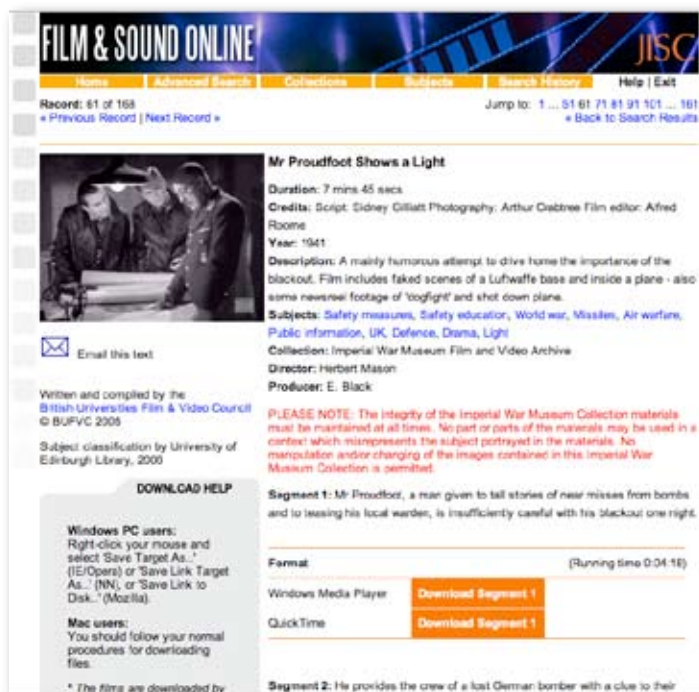 FILM & SOUND ONLINE
JISC
Home Advanced Search Collections Subjects Search History Help | Exit
Record: 61 of 168
Jump to: 1 ... 51 61 71 81 91 101 ... 161
« Previous Record | Next Record »
« Back to Search Results
Mr Proudfoot Shows a Light
Duration: 7 mins 45 secs
Credits: Script: Sidney Gilliatt Photography: Arthur Crabtree Film editor: Alfred
Roome
Year: 1941
Description: A mainly humorous attempt to drive home the importance of the
blackout. Film includes faked scenes of a Luftwaffe base and inside a plane - also
some newsreel footage of 'dogfight' and shot down plane.
Subjects: Safety measures, Safety education, World war, Missiles, Air warfare,
Public information, UK, Defence, Drama, Light
Collection: Imperial War Museum Film and Video Archive
Director: Herbert Mason
Producer: E. Black
PLEASE NOTE: The integrity of the Imperial War Museum Collection materials
must be maintained at all times. No part or parts of the materials may be used in a
context which misrepresents the subject portrayed in the materials. No
manipulation and/or changing of the images contained in this Imperial War
Museum Collection is permitted.
Segment 1: Mr Proudfoot, a man given to tall stories of near misses from bombs
and to teasing his local warden, is insufficiently careful with his blackout one night.
Format (Running time 0:04:18)
Windows Media Player Download Segment 1
QuickTime Download Segment 1
Segment 2: He provides the crew of a lost German bomber with a clue to their
Email this text
Written and compiled by the
British Universities Film & Video Council
© BUFVC
Subject classification by University of
Edinburgh Library, 2000
DOWNLOAD HELP
Windows PC users:
Right-click your mouse and
select 'Save Target As..'
(IE/Opera) or 'Save Link Target
As..' (NN), or 'Save Link to
Disk..' (Mozilla).
Mac users:
You should follow your normal
procedures for downloading
files.
* The films are downloaded by